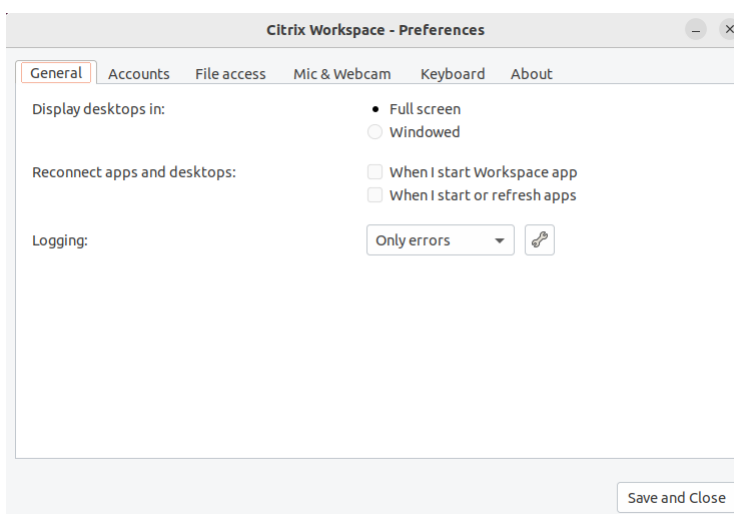 Citrix Workspace - Preferences
General Accounts File access Mic & Webcam Keyboard About
Display desktops in: Full screen
Windowed
Reconnect apps and desktops: When I start Workspace app
When I start or refresh apps
Logging: Only errors
Save and Close